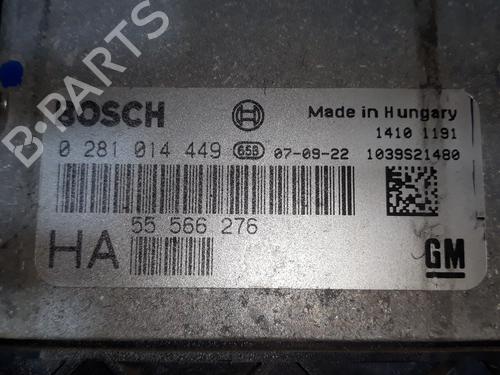 B-PARTS
BOSCH
Made in Hungary
1410 1191
0 281 014 449 65B 07-09-22 1039S21480
55 566 276
HA
GM